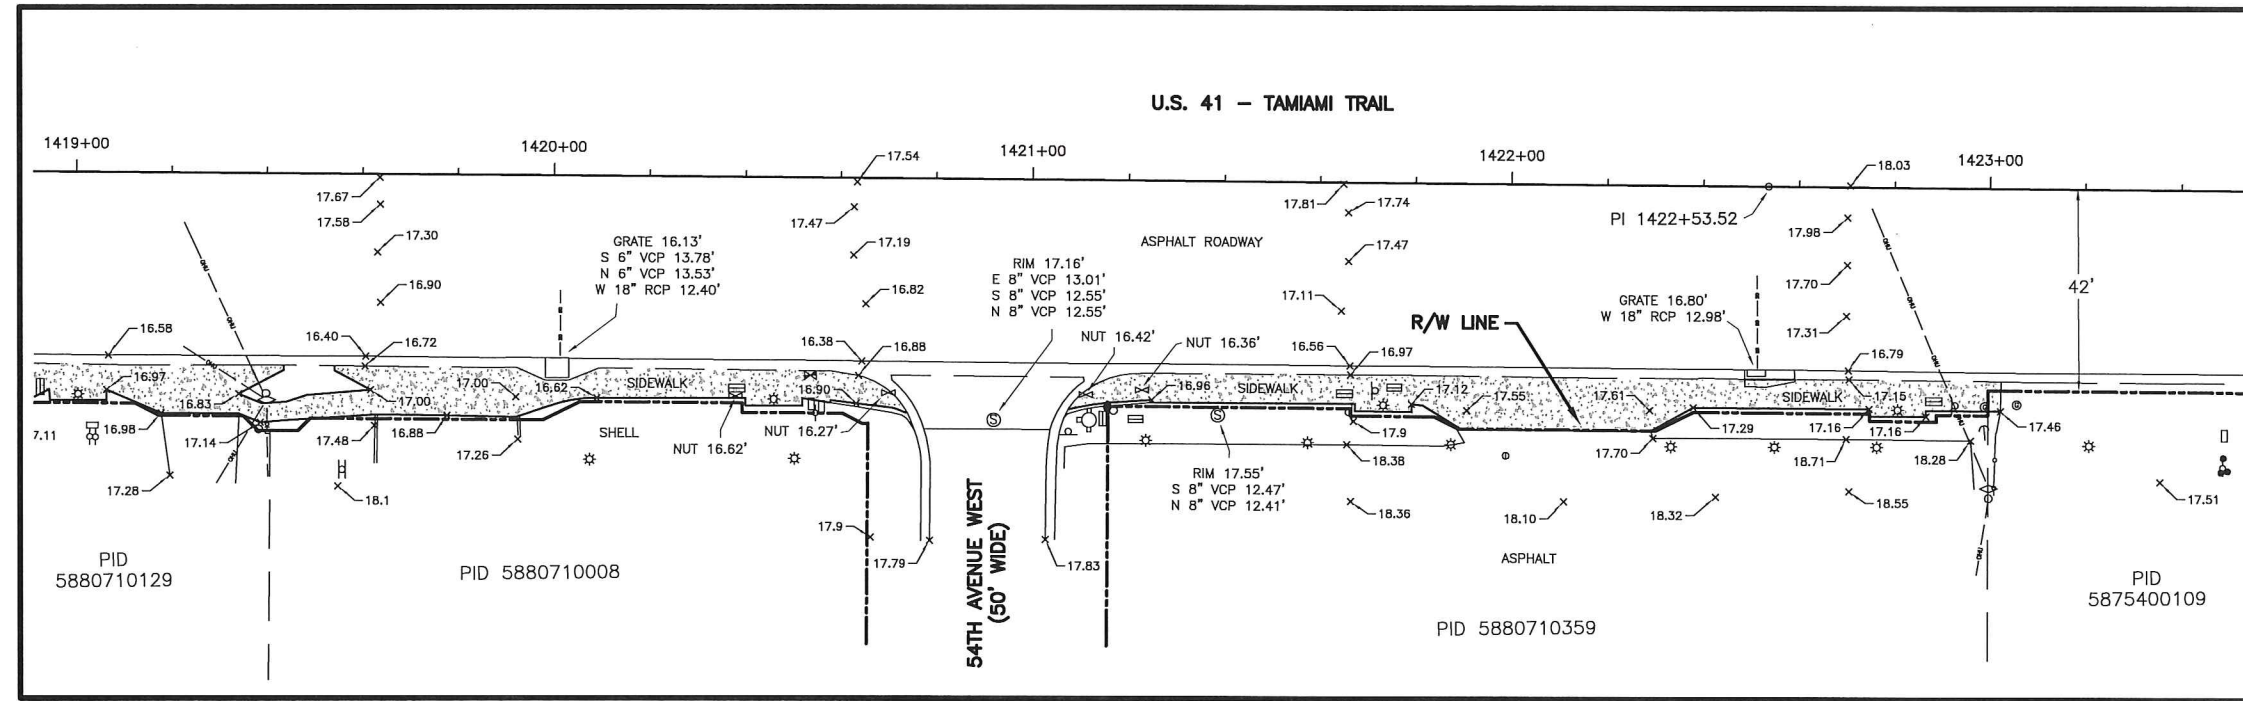 U.S. 41 – TAMIAMI TRAIL
1419+00
1420+00
1421+00
1422+00
1423+00
17.67
17.58
17.30
16.90
17.54
17.47
17.19
16.82
17.81
17.74
17.47
17.11
18.03
17.98
17.70
17.31
PI 1422+53.52
ASPHALT ROADWAY
42'
GRATE 16.13'
S 6" VCP 13.78'
N 6" VCP 13.53'
W 18" RCP 12.40'
RIM 17.16'
E 8" VCP 13.01'
S 8" VCP 12.55'
N 8" VCP 12.55'
GRATE 16.80'
W 18" RCP 12.98'
R/W LINE
OHU
OHU
OHU
OHU
OHU
OHU
16.58
16.40
16.72
16.38
16.88
NUT 16.42'
NUT 16.36'
16.56
16.97
16.79
16.97
16.83
17.00
17.00
16.62
SIDEWALK
16.90
16.96
SIDEWALK
17.12
17.55
17.61
SIDEWALK
17.15
7.11
16.98
17.14
17.48
16.88
17.26
SHELL
NUT 16.62'
NUT 16.27'
S
S
17.9
18.38
17.70
17.29
17.16
18.71
17.16
18.28
17.46
17.28
18.1
RIM 17.55'
S 8" VCP 12.47'
N 8" VCP 12.41'
18.36
18.10
18.32
18.55
17.51
17.9
17.79
17.83
54TH AVENUE WEST
(50' WIDE)
ASPHALT
PID
5880710129
PID 5880710008
PID 5880710359
PID
5875400109